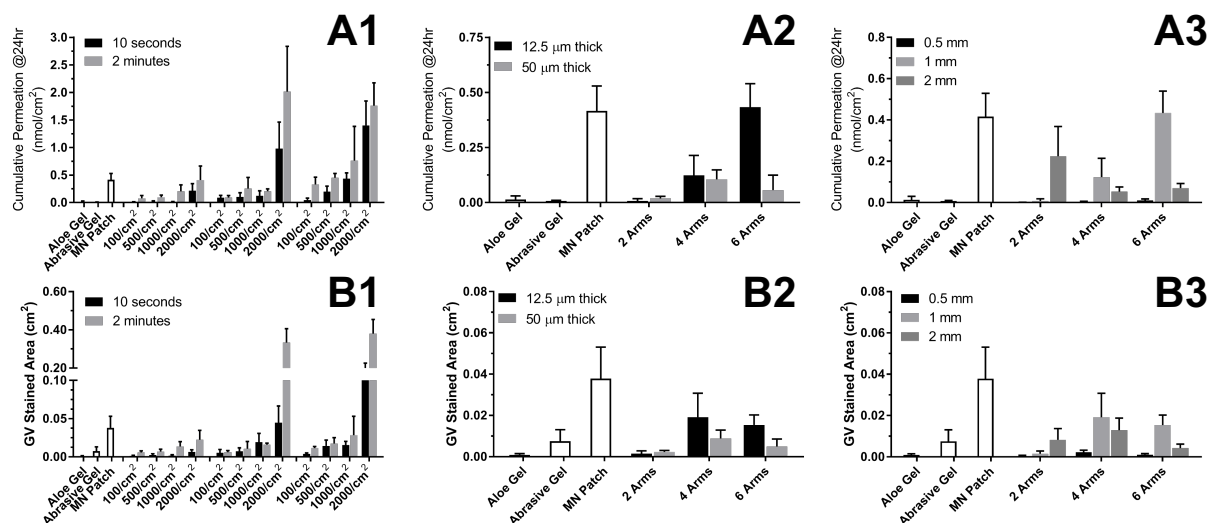 A1
Cumulative Permeation @24hr
(nmol/cm²)
3.0
2.5
2.0
1.5
1.0
0.5
0.0
10 seconds
2 minutes
Aloe Gel
Abrasive Gel
MN Patch
100/cm²
500/cm²
1000/cm²
2000/cm²
100/cm²
500/cm²
1000/cm²
2000/cm²
100/cm²
500/cm²
1000/cm²
2000/cm²
A2
Cumulative Permeation @24hr
(nmol/cm²)
0.75
0.50
0.25
0.00
12.5 μm thick
50 μm thick
Aloe Gel
Abrasive Gel
MN Patch
2 Arms
4 Arms
6 Arms
A3
Cumulative Permeation @24hr
(nmol/cm²)
0.8
0.6
0.4
0.2
0.0
0.5 mm
1 mm
2 mm
Aloe Gel
Abrasive Gel
MN Patch
2 Arms
4 Arms
6 Arms
B1
GV Stained Area (cm²)
0.60
0.40
0.20
0.10
0.05
0.00
10 seconds
2 minutes
Aloe Gel
Abrasive Gel
MN Patch
100/cm²
500/cm²
1000/cm²
2000/cm²
100/cm²
500/cm²
1000/cm²
2000/cm²
100/cm²
500/cm²
1000/cm²
2000/cm²
B2
GV Stained Area (cm²)
0.08
0.06
0.04
0.02
0.00
12.5 μm thick
50 μm thick
Aloe Gel
Abrasive Gel
MN Patch
2 Arms
4 Arms
6 Arms
B3
GV Stained Area (cm²)
0.08
0.06
0.04
0.02
0.00
0.5 mm
1 mm
2 mm
Aloe Gel
Abrasive Gel
MN Patch
2 Arms
4 Arms
6 Arms